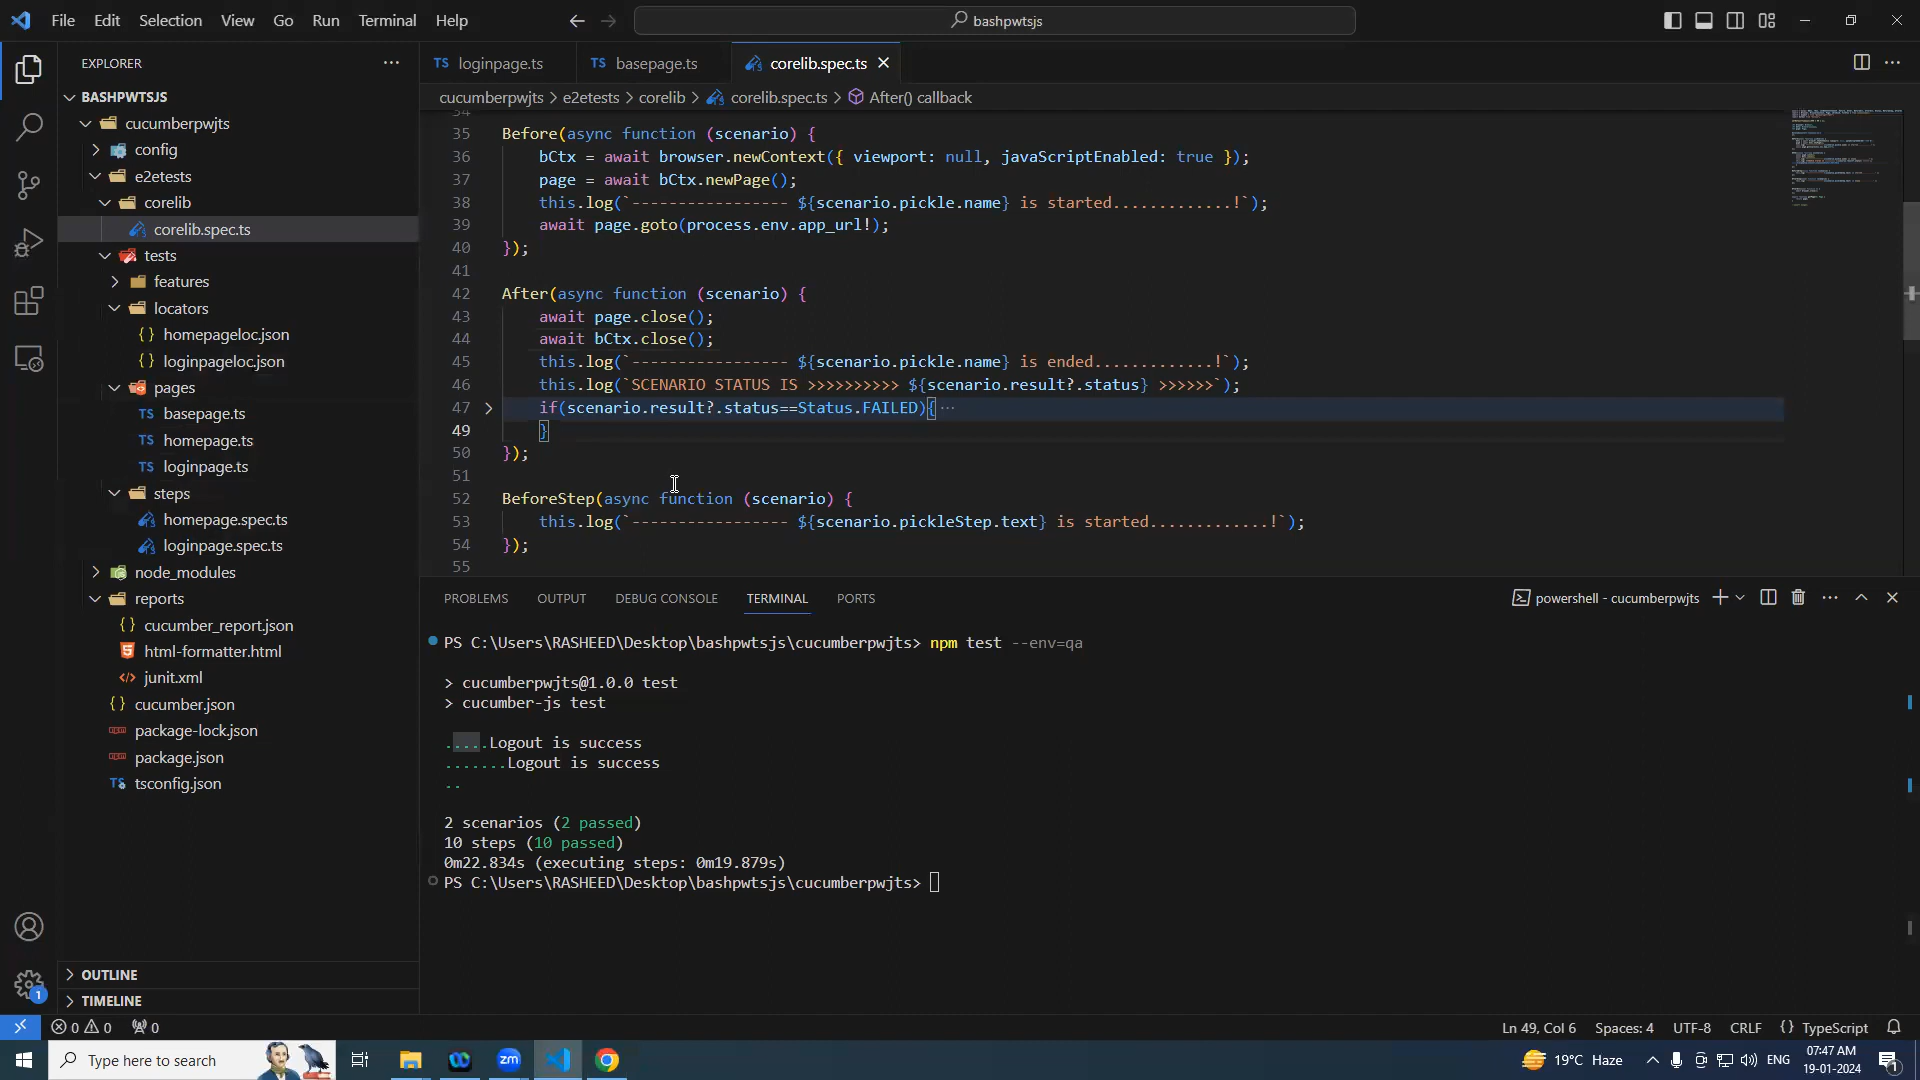 File Edit Selection View Go Run Terminal Help
bashpwtsjs
EXPLORER
BASHPWTSJS
cucumberpwjts
config
e2etests
corelib
corelib.spec.ts
tests
features
locators
homepageloc.json
loginpageloc.json
pages
TS basepage.ts
TS homepage.ts
TS loginpage.ts
steps
homepage.spec.ts
loginpage.spec.ts
node_modules
reports
cucumber_report.json
html-formatter.html
junit.xml
cucumber.json
package-lock.json
package.json
tsconfig.json
OUTLINE
TIMELINE
TS loginpage.ts TS basepage.ts corelib.spec.ts
cucumberpwjts > e2etests > corelib > corelib.spec.ts > After() callback
34
35 Before(async function (scenario) {
36 bCtx = await browser.newContext({ viewport: null, javaScriptEnabled: true });
37 page = await bCtx.newPage();
38 this.log(`----------------- ${scenario.pickle.name} is started.............!`);
39 await page.goto(process.env.app_url!);
40 });
41
42 After(async function (scenario) {
43 await page.close();
44 await bCtx.close();
45 this.log(`----------------- ${scenario.pickle.name} is ended.............!`);
46 this.log(`SCENARIO STATUS IS >>>>>>>>>> ${scenario.result?.status} >>>>>>`);
47 if(scenario.result?.status==Status.FAILED){ ...
49 }
50 });
51
52 BeforeStep(async function (scenario) {
53 this.log(`----------------- ${scenario.pickleStep.text} is started.............!`);
54 });
55
PROBLEMS OUTPUT DEBUG CONSOLE TERMINAL PORTS
powershell - cucumberpwjts
PS C:\Users\RASHEED\Desktop\bashpwtsjs\cucumberpwjts> npm test --env=qa
> cucumberpwjts@1.0.0 test
> cucumber-js test
.....Logout is success
.......Logout is success
..
2 scenarios (2 passed)
10 steps (10 passed)
0m22.834s (executing steps: 0m19.879s)
PS C:\Users\RASHEED\Desktop\bashpwtsjs\cucumberpwjts>
1
0 0 0
Ln 49, Col 6 Spaces: 4 UTF-8 CRLF {} TypeScript
Type here to search
zm
19°C Haze
ENG
07:47 AM
19-01-2024
1